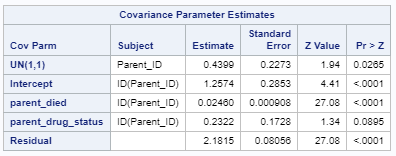 Covariance Parameter Estimates
Cov Parm Subject Estimate Standard Error Z Value Pr > Z
UN(1,1) Parent_ID 0.4399 0.2273 1.94 0.0265
Intercept ID(Parent_ID) 1.2574 0.2853 4.41 <.0001
parent_died ID(Parent_ID) 0.02460 0.000908 27.08 <.0001
parent_drug_status ID(Parent_ID) 0.2322 0.1728 1.34 0.0895
Residual 2.1815 0.08056 27.08 <.0001